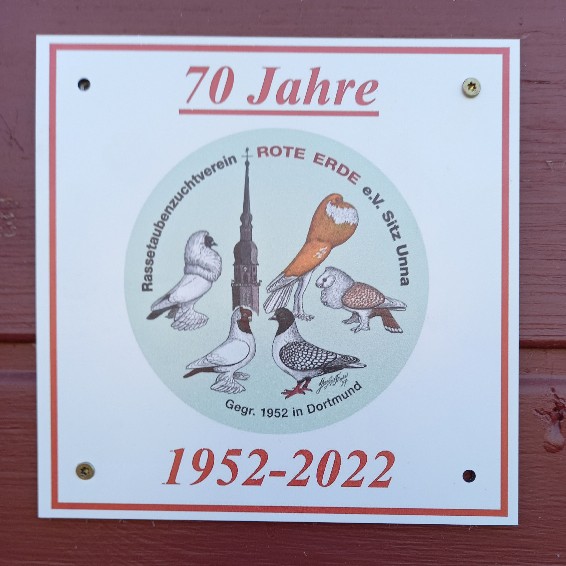 70 Jahre
Rassetaubenzuchtverein ROTE ERDE e.V. Sitz Unna
Gegr. 1952 in Dortmund
1952-2022